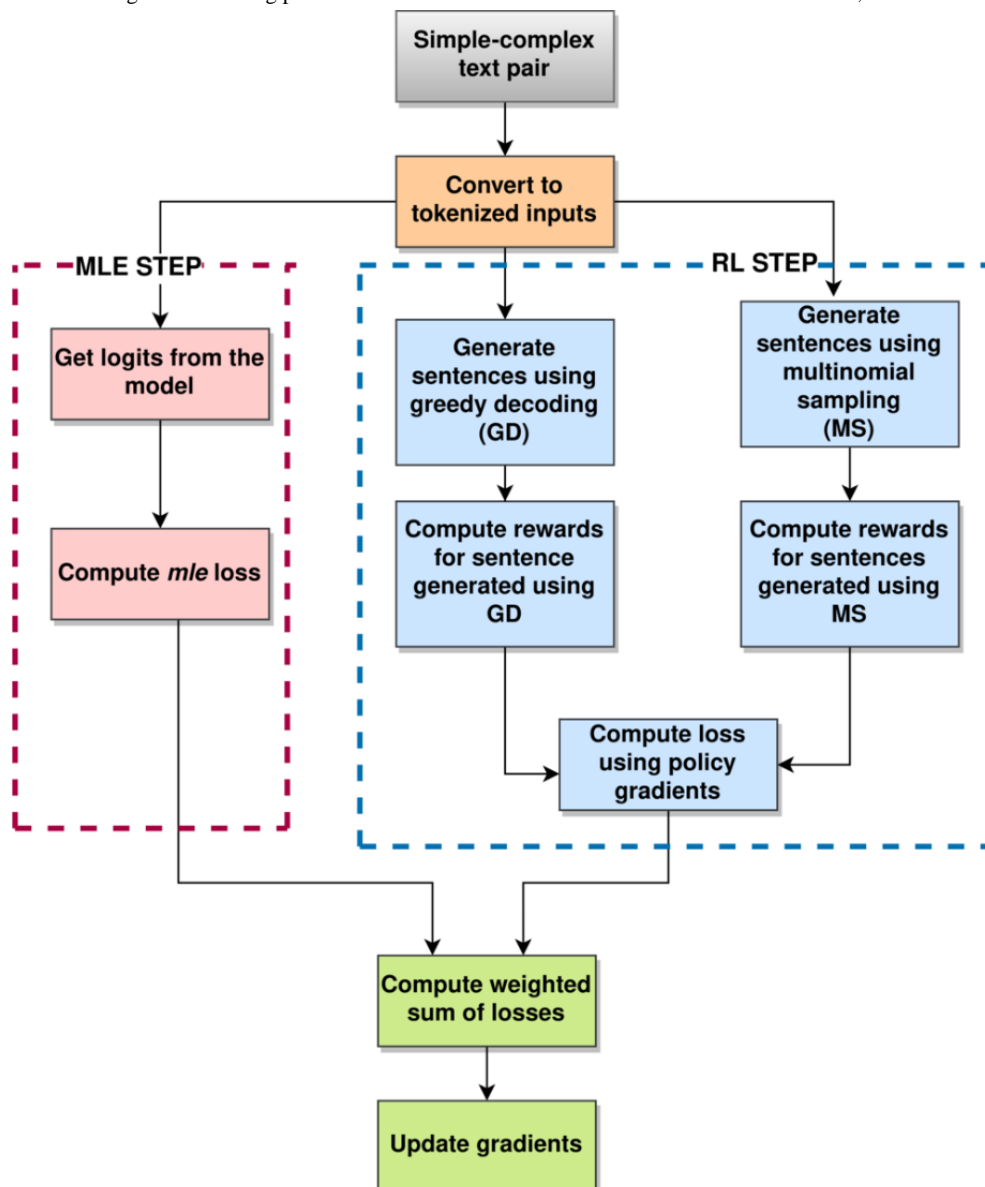 Simple-complex
text pair
Convert to
tokenized inputs
MLE STEP
RL STEP
Get logits from the
model
Generate
sentences using
greedy decoding
(GD)
Generate
sentences using
multinomial
sampling
(MS)
Compute mle loss
Compute rewards
for sentence
generated using
GD
Compute rewards
for sentences
generated using
MS
Compute loss
using policy
gradients
Compute weighted
sum of losses
Update gradients